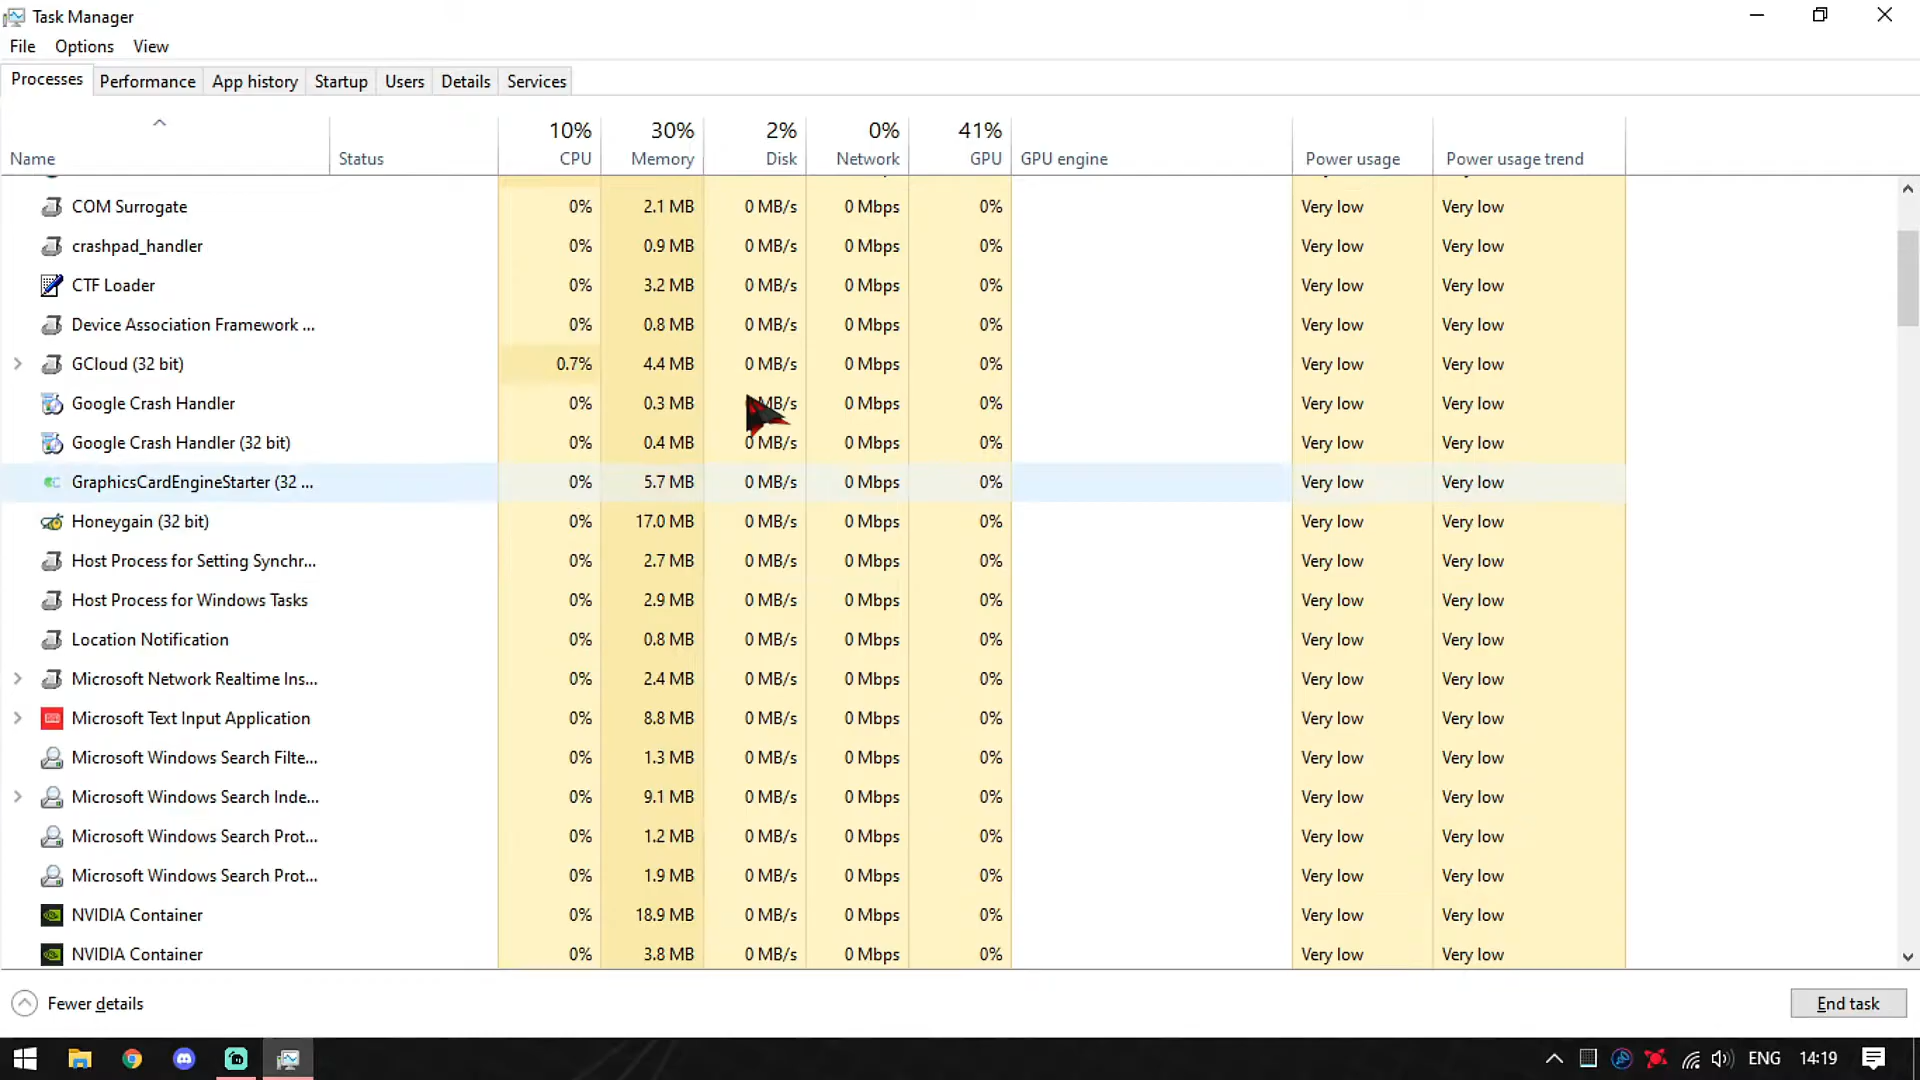 Task Manager
File Options View
Processes Performance App history Startup Users Details Services
10% 30% 2% 0% 41%
Name Status CPU Memory Disk Network GPU GPU engine Power usage Power usage trend
COM Surrogate 0% 2.1 MB 0 MB/s 0 Mbps 0% Very low Very low
crashpad_handler 0% 0.9 MB 0 MB/s 0 Mbps 0% Very low Very low
CTF Loader 0% 3.2 MB 0 MB/s 0 Mbps 0% Very low Very low
Device Association Framework ... 0% 0.8 MB 0 MB/s 0 Mbps 0% Very low Very low
GCloud (32 bit) 0.7% 4.4 MB 0 MB/s 0 Mbps 0% Very low Very low
Google Crash Handler 0% 0.3 MB MB/s 0 Mbps 0% Very low Very low
Google Crash Handler (32 bit) 0% 0.4 MB 0 MB/s 0 Mbps 0% Very low Very low
GraphicsCardEngineStarter (32 ... 0% 5.7 MB 0 MB/s 0 Mbps 0% Very low Very low
Honeygain (32 bit) 0% 17.0 MB 0 MB/s 0 Mbps 0% Very low Very low
Host Process for Setting Synchr... 0% 2.7 MB 0 MB/s 0 Mbps 0% Very low Very low
Host Process for Windows Tasks 0% 2.9 MB 0 MB/s 0 Mbps 0% Very low Very low
Location Notification 0% 0.8 MB 0 MB/s 0 Mbps 0% Very low Very low
Microsoft Network Realtime Ins... 0% 2.4 MB 0 MB/s 0 Mbps 0% Very low Very low
Microsoft Text Input Application 0% 8.8 MB 0 MB/s 0 Mbps 0% Very low Very low
Microsoft Windows Search Filte... 0% 1.3 MB 0 MB/s 0 Mbps 0% Very low Very low
Microsoft Windows Search Inde... 0% 9.1 MB 0 MB/s 0 Mbps 0% Very low Very low
Microsoft Windows Search Prot... 0% 1.2 MB 0 MB/s 0 Mbps 0% Very low Very low
Microsoft Windows Search Prot... 0% 1.9 MB 0 MB/s 0 Mbps 0% Very low Very low
NVIDIA Container 0% 18.9 MB 0 MB/s 0 Mbps 0% Very low Very low
NVIDIA Container 0% 3.8 MB 0 MB/s 0 Mbps 0% Very low Very low
Fewer details End task
ENG 14:19